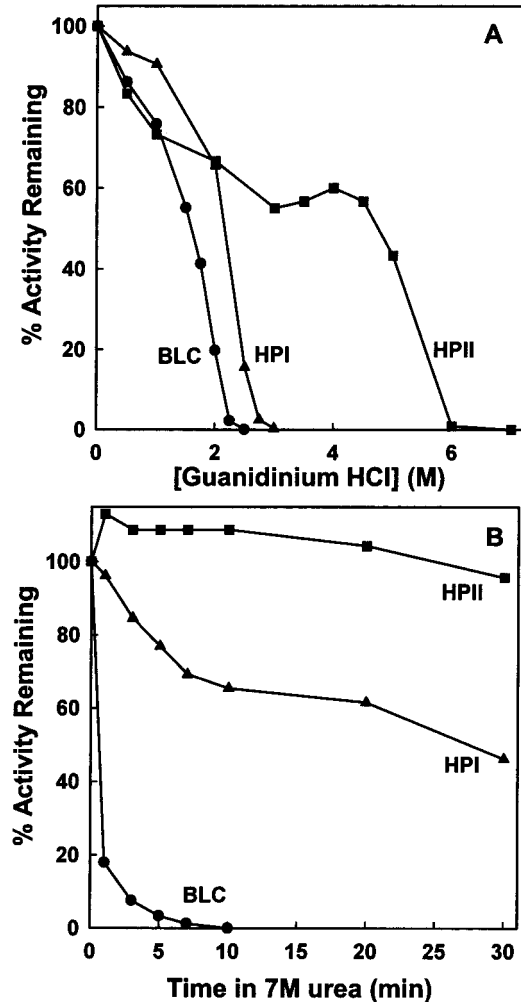 A
% Activity Remaining
100
80
60
40
20
0
BLC
HPI
HPII
0
2
4
6
[Guanidinium HCl] (M)
B
% Activity Remaining
100
80
60
40
20
0
HPII
HPI
BLC
0
5
10
15
20
25
30
Time in 7M urea (min)